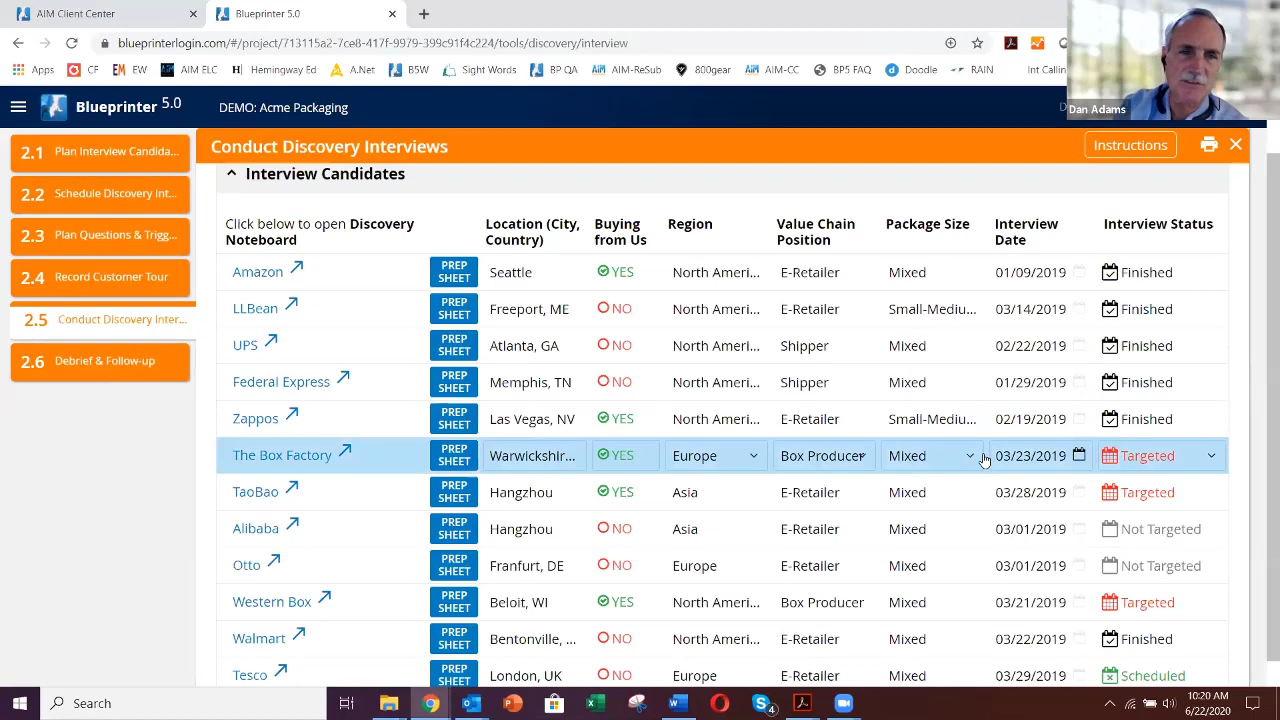 AIM Client Center
Blueprinter 5.0
blueprinterlogin.com/#/project/713115a2-7ce8-417f-9979-399c91f4c224/tools/discovery/interview
Apps CF EW AIM ELC Hemingway Ed A.Net B5W Sight Words BP QA AIM-ReSub 800gear AIM-CC BP5 FAQ Doodle RAIN Int Calling
Dan Adams
Blueprinter 5.0
DEMO: Acme Packaging
2.1 Plan Interview Candida...
2.2 Schedule Discovery Int...
2.3 Plan Questions & Trigg...
2.4 Record Customer Tour
2.5 Conduct Discovery Inter...
2.6 Debrief & Follow-up
Conduct Discovery Interviews
Instructions
Interview Candidates
Click below to open Discovery Noteboard
Location (City, Country)
Buying from Us
Region
Value Chain Position
Package Size
Interview Date
Interview Status
Amazon PREP SHEET Seattle YES North Ameri... E-Retailer Mixed 01/09/2019 Finished
LLBean PREP SHEET Freeport, ME NO North Ameri... E-Retailer Small-Mediu... 03/14/2019 Finished
UPS PREP SHEET Atlanta, GA NO North Ameri... Shipper Mixed 02/22/2019 Finished
Federal Express PREP SHEET Memphis, TN NO North Ameri... Shipper Mixed 01/29/2019 Finished
Zappos PREP SHEET Las Vegas, NV YES North Ameri... E-Retailer Small-Mediu... 02/19/2019 Finished
The Box Factory PREP SHEET Warwickshir... YES Europe Box Producer Mixed 03/23/2019 Targeted
TaoBao PREP SHEET Hangzhou YES Asia E-Retailer Mixed 03/28/2019 Targeted
Alibaba PREP SHEET Hangzhou NO Asia E-Retailer Mixed 03/01/2019 Not Targeted
Otto PREP SHEET Franfurt, DE NO Europe E-Retailer Mixed 03/01/2019 Not Targeted
Western Box PREP SHEET Beloit, WI YES North Ameri... Box Producer Mixed 03/21/2019 Targeted
Walmart PREP SHEET Bentonville, ... NO North Ameri... E-Retailer Mixed 03/22/2019 Finished
Tesco PREP SHEET London, UK NO Europe E-Retailer Mixed 03/29/2019 Scheduled
Search
4
10:20 AM
6/22/2020